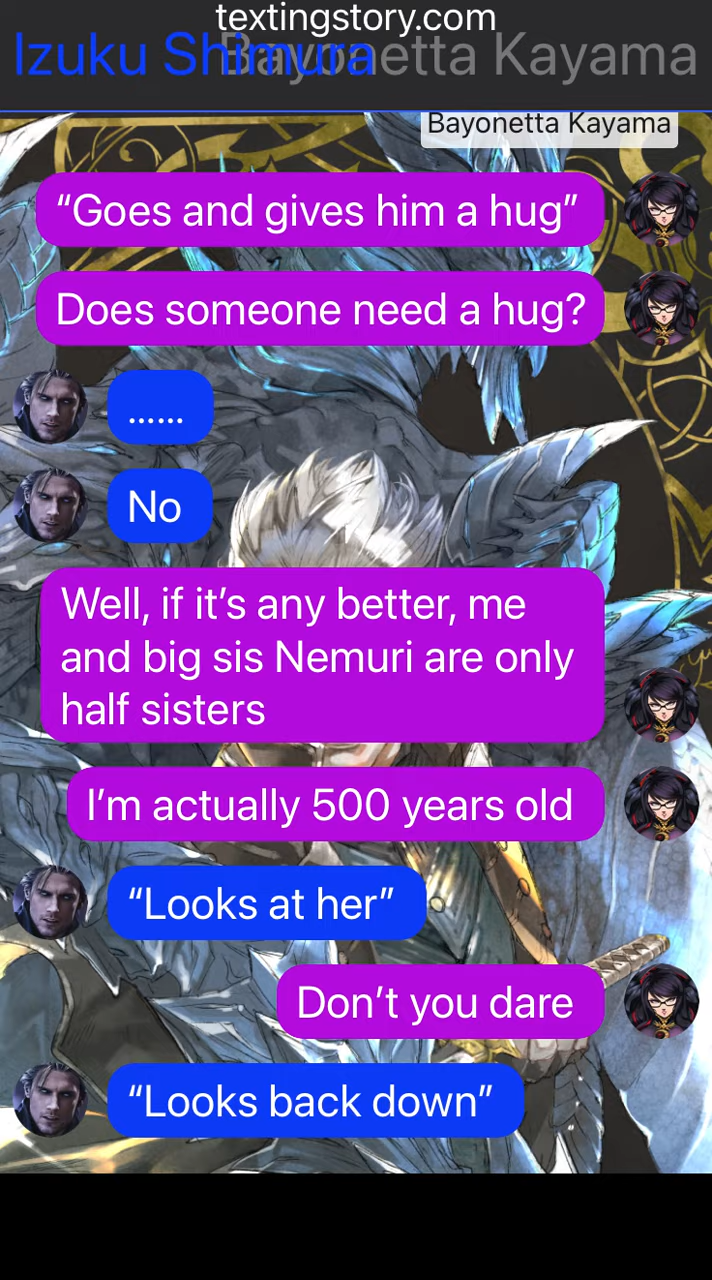 textingstory.com
Izuku Shimura
Bayonetta Kayama
Bayonetta Kayama
“Goes and gives him a hug”
Does someone need a hug?
......
No
Well, if it’s any better, me
and big sis Nemuri are only
half sisters
I’m actually 500 years old
“Looks at her”
Don’t you dare
“Looks back down”